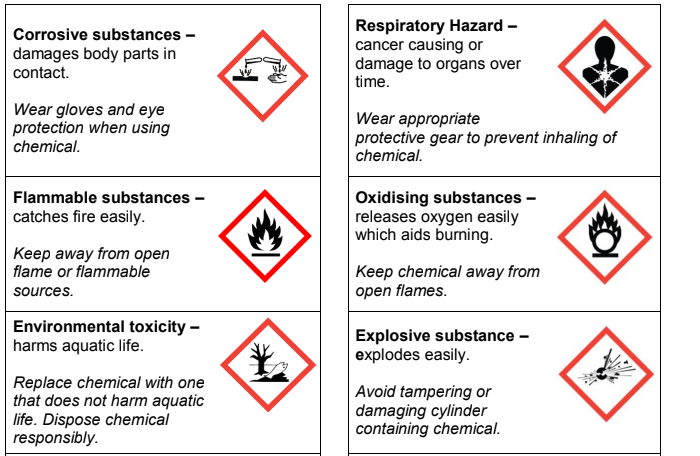 Corrosive substances –
damages body parts in
contact.
Wear gloves and eye
protection when using
chemical.
Respiratory Hazard –
cancer causing or
damage to organs over
time.
Wear appropriate
protective gear to prevent inhaling of
chemical.
Flammable substances –
catches fire easily.
Keep away from open
flame or flammable
sources.
Oxidising substances –
releases oxygen easily
which aids burning.
Keep chemical away from
open flames.
Environmental toxicity –
harms aquatic life.
Replace chemical with one
that does not harm aquatic
life. Dispose chemical
responsibly.
Explosive substance –
explodes easily.
Avoid tampering or
damaging cylinder
containing chemical.